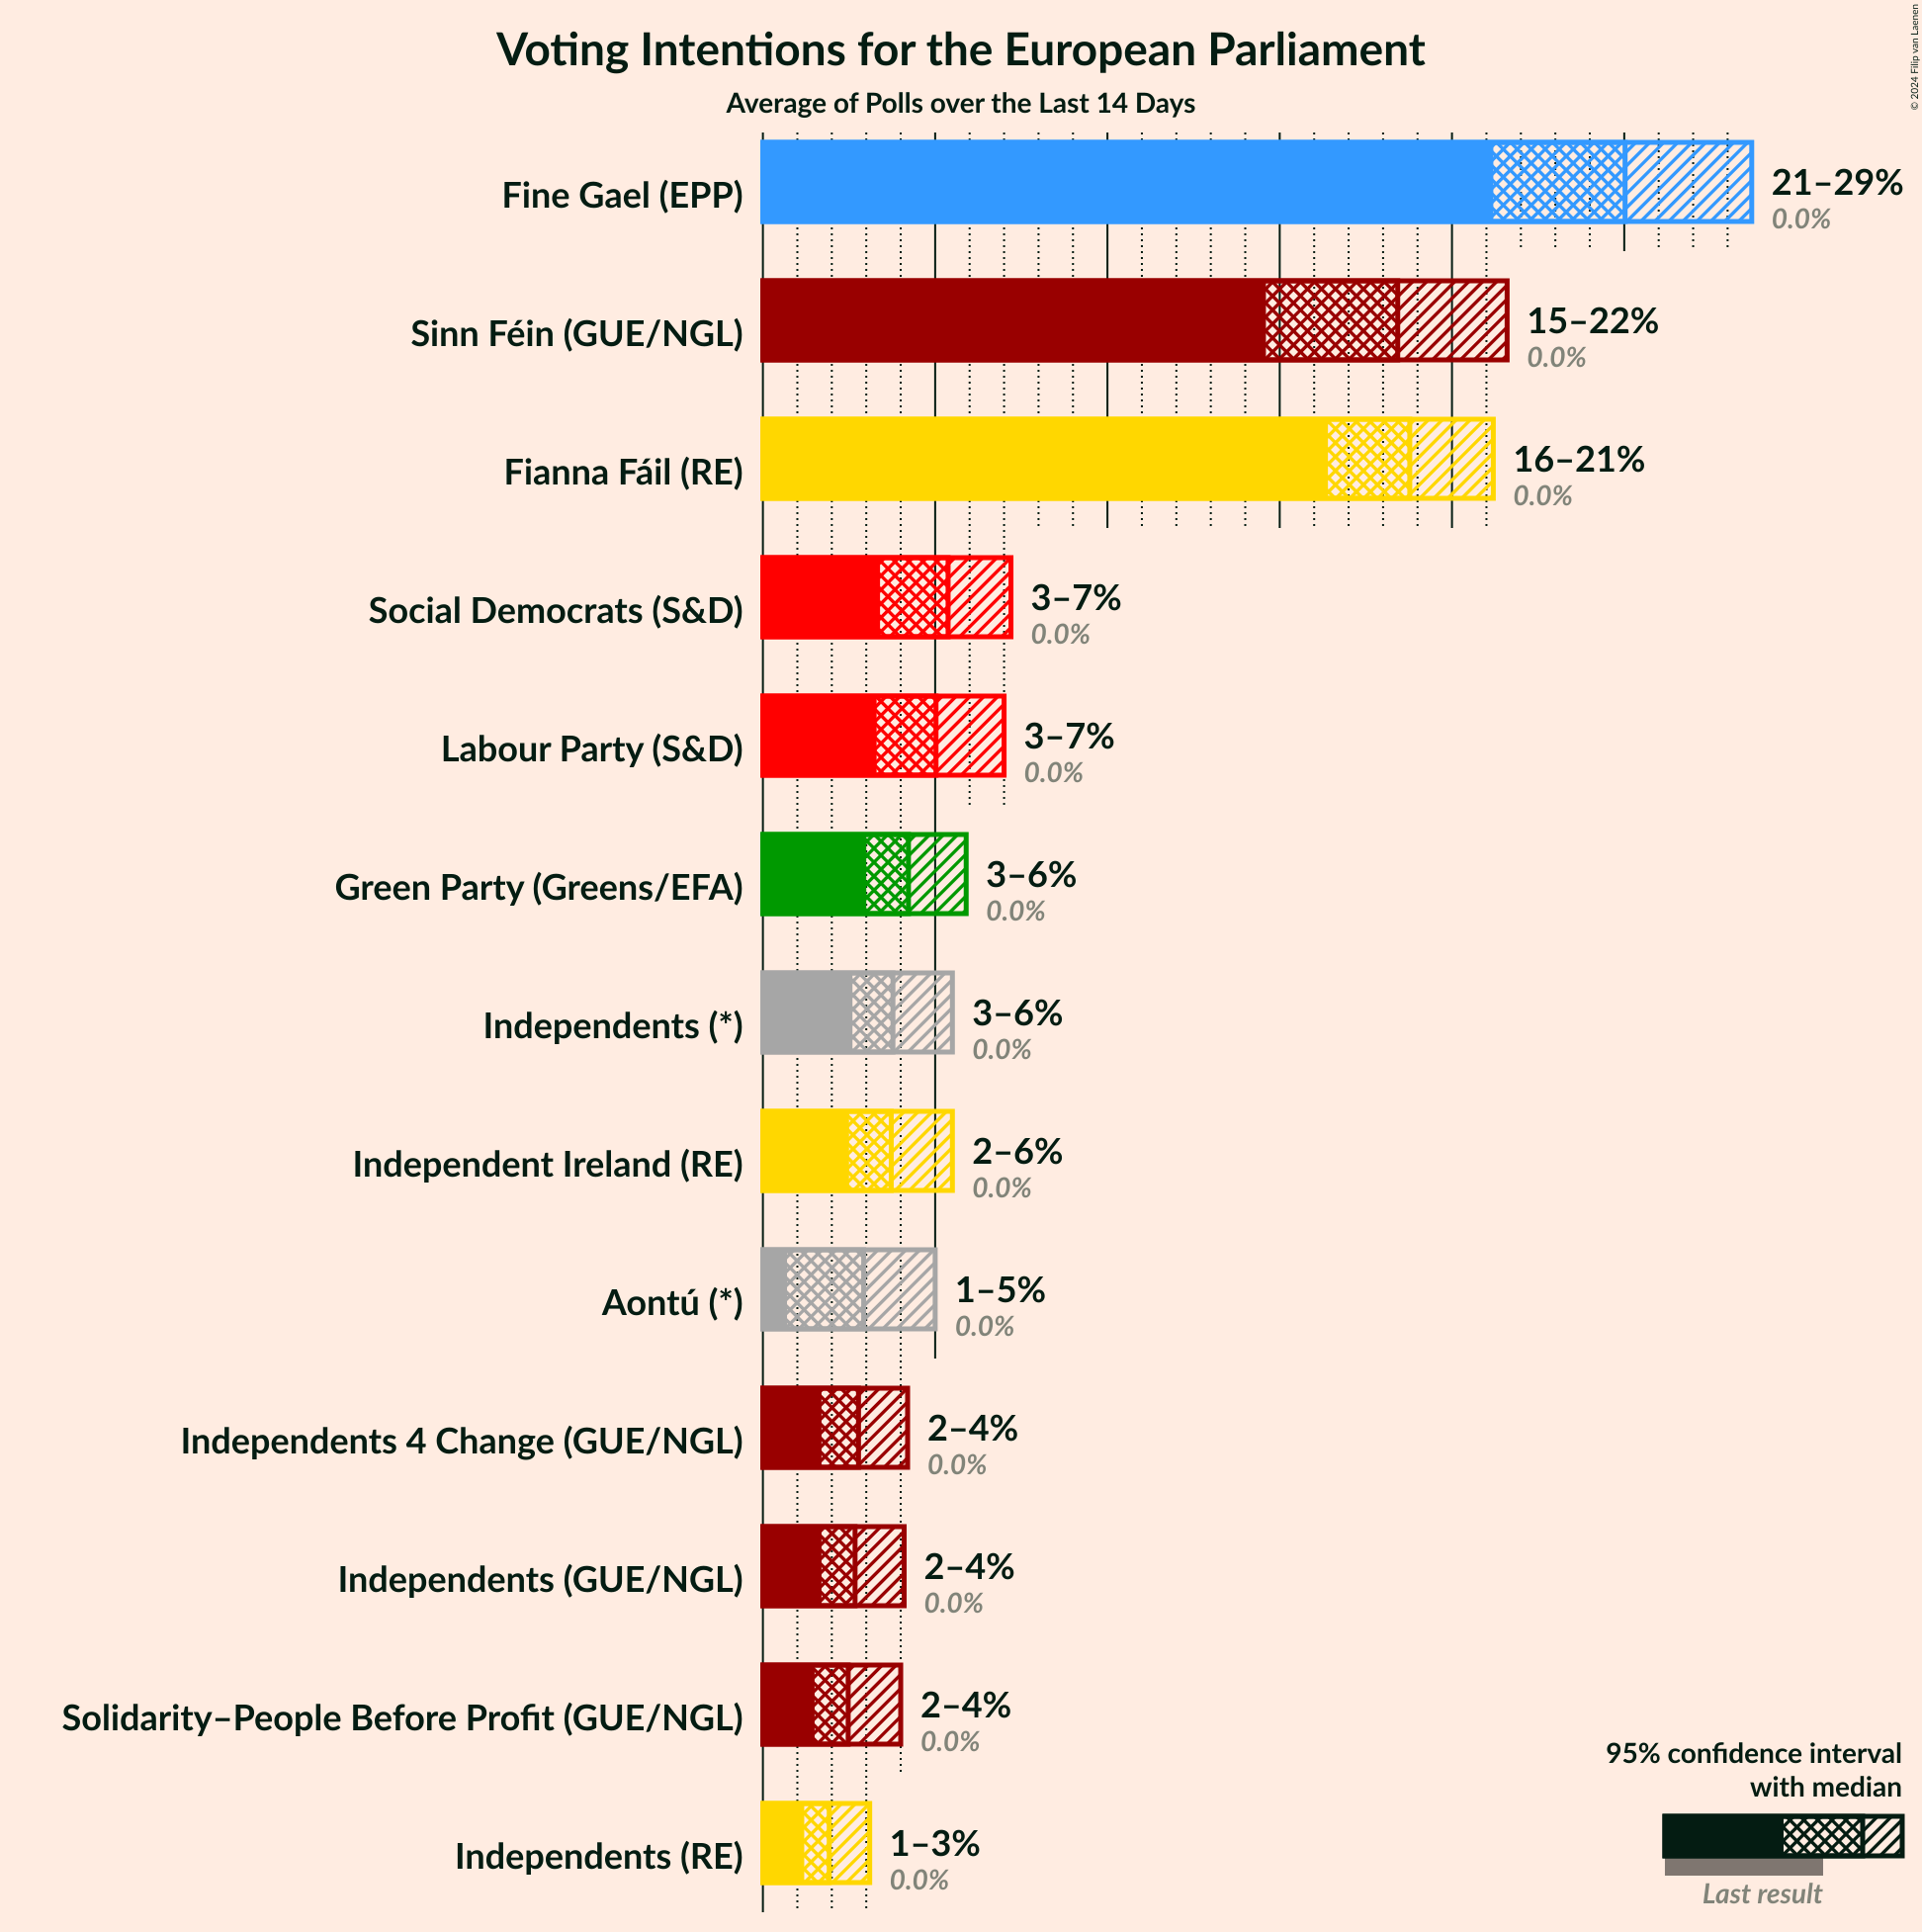 Voting Intentions for the European Parliament
Average of Polls over the Last 14 Days
© 2024 Filip van Laenen
Fine Gael (EPP)
21–29%
0.0%
Sinn Féin (GUE/NGL)
15–22%
0.0%
Fianna Fáil (RE)
16–21%
0.0%
Social Democrats (S&D)
3–7%
0.0%
Labour Party (S&D)
3–7%
0.0%
Green Party (Greens/EFA)
3–6%
0.0%
Independents (*)
3–6%
0.0%
Independent Ireland (RE)
2–6%
0.0%
Aontú (*)
1–5%
0.0%
Independents 4 Change (GUE/NGL)
2–4%
0.0%
Independents (GUE/NGL)
2–4%
0.0%
Solidarity–People Before Profit (GUE/NGL)
2–4%
0.0%
Independents (RE)
1–3%
0.0%
95% confidence interval
with median
Last result